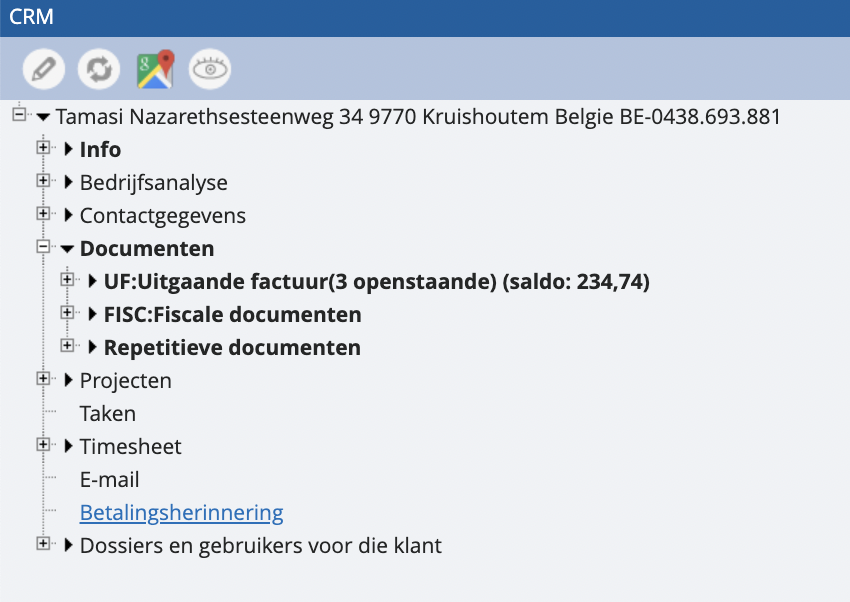 CRM
Tamasi Nazarethsesteenweg 34 9770 Kruishoutem Belgie BE-0438.693.881
Info
Bedrijfsanalyse
Contactgegevens
Documenten
UF:Uitgaande factuur(3 openstaande) (saldo: 234,74)
FISC:Fiscale documenten
Repetitieve documenten
Projecten
Taken
Timesheet
E-mail
Betalingsherinnering
Dossiers en gebruikers voor die klant